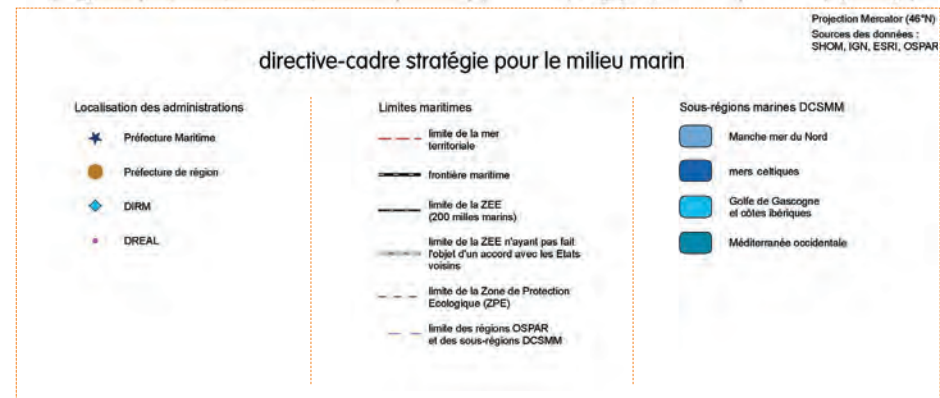 Projection Mercator (46°N)
Sources des données :
SHOM, IGN, ESRI, OSPAR
directive-cadre stratégie pour le milieu marin
Localisation des administrations
Préfecture Maritime
Préfecture de région
DIRM
DREAL
Limites maritimes
limite de la mer
territoriale
frontière maritime
limite de la ZEE
(200 milles marins)
limite de la ZEE n'ayant pas fait
l'objet d'un accord avec les Etats
voisins
limite de la Zone de Protection
Ecologique (ZPE)
limite des régions OSPAR
et des sous-régions DCSMM
Sous-régions marines DCSMM
Manche mer du Nord
mers celtiques
Golfe de Gascogne
et côtes ibériques
Méditerranée occidentale